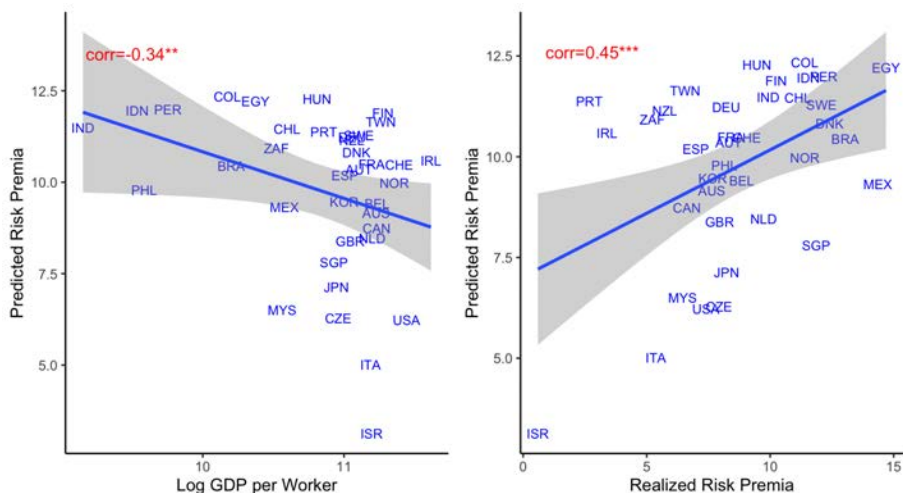 corr=-0.34**
12.5
10.0
7.5
5.0
Predicted Risk Premia
IND
IDN
PER
COL
EGY
HUN
FIN
TWN
CHL
PRT
SWE
NZL
ZAF
DNK
BRA
FRA
CHE
IRL
AUT
ESP
NOR
PHL
MEX
KOR
BEL
AUS
CAN
GBR
NLD
SGP
JPN
MYS
CZE
USA
ITA
ISR
10
11
Log GDP per Worker
corr=0.45***
12.5
10.0
7.5
5.0
Predicted Risk Premia
PRT
TWN
HUN
COL
EGY
FIN
IDN
PER
IND
CHL
NZL
ZAF
DEU
SWE
IRL
DNK
FRA
CHE
AUT
BRA
ESP
NOR
PHL
KOR
BEL
AUS
MEX
CAN
GBR
NLD
SGP
JPN
MYS
USA
CZE
ITA
ISR
0
5
10
15
Realized Risk Premia